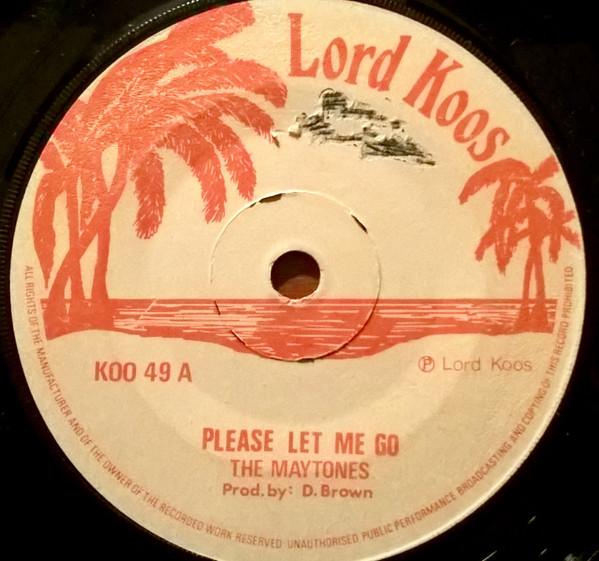 Lord Koos
KOO 49 A
℗ Lord Koos
PLEASE LET ME GO
THE MAYTONES
Prod. by: D. Brown
ALL RIGHTS OF THE MANUFACTURER AND OF THE OWNER OF THE RECORDED WORK RESERVED UNAUTHORISED PUBLIC PERFORMANCE BROADCASTING AND COPYING OF THIS RECORD PROHIBITED